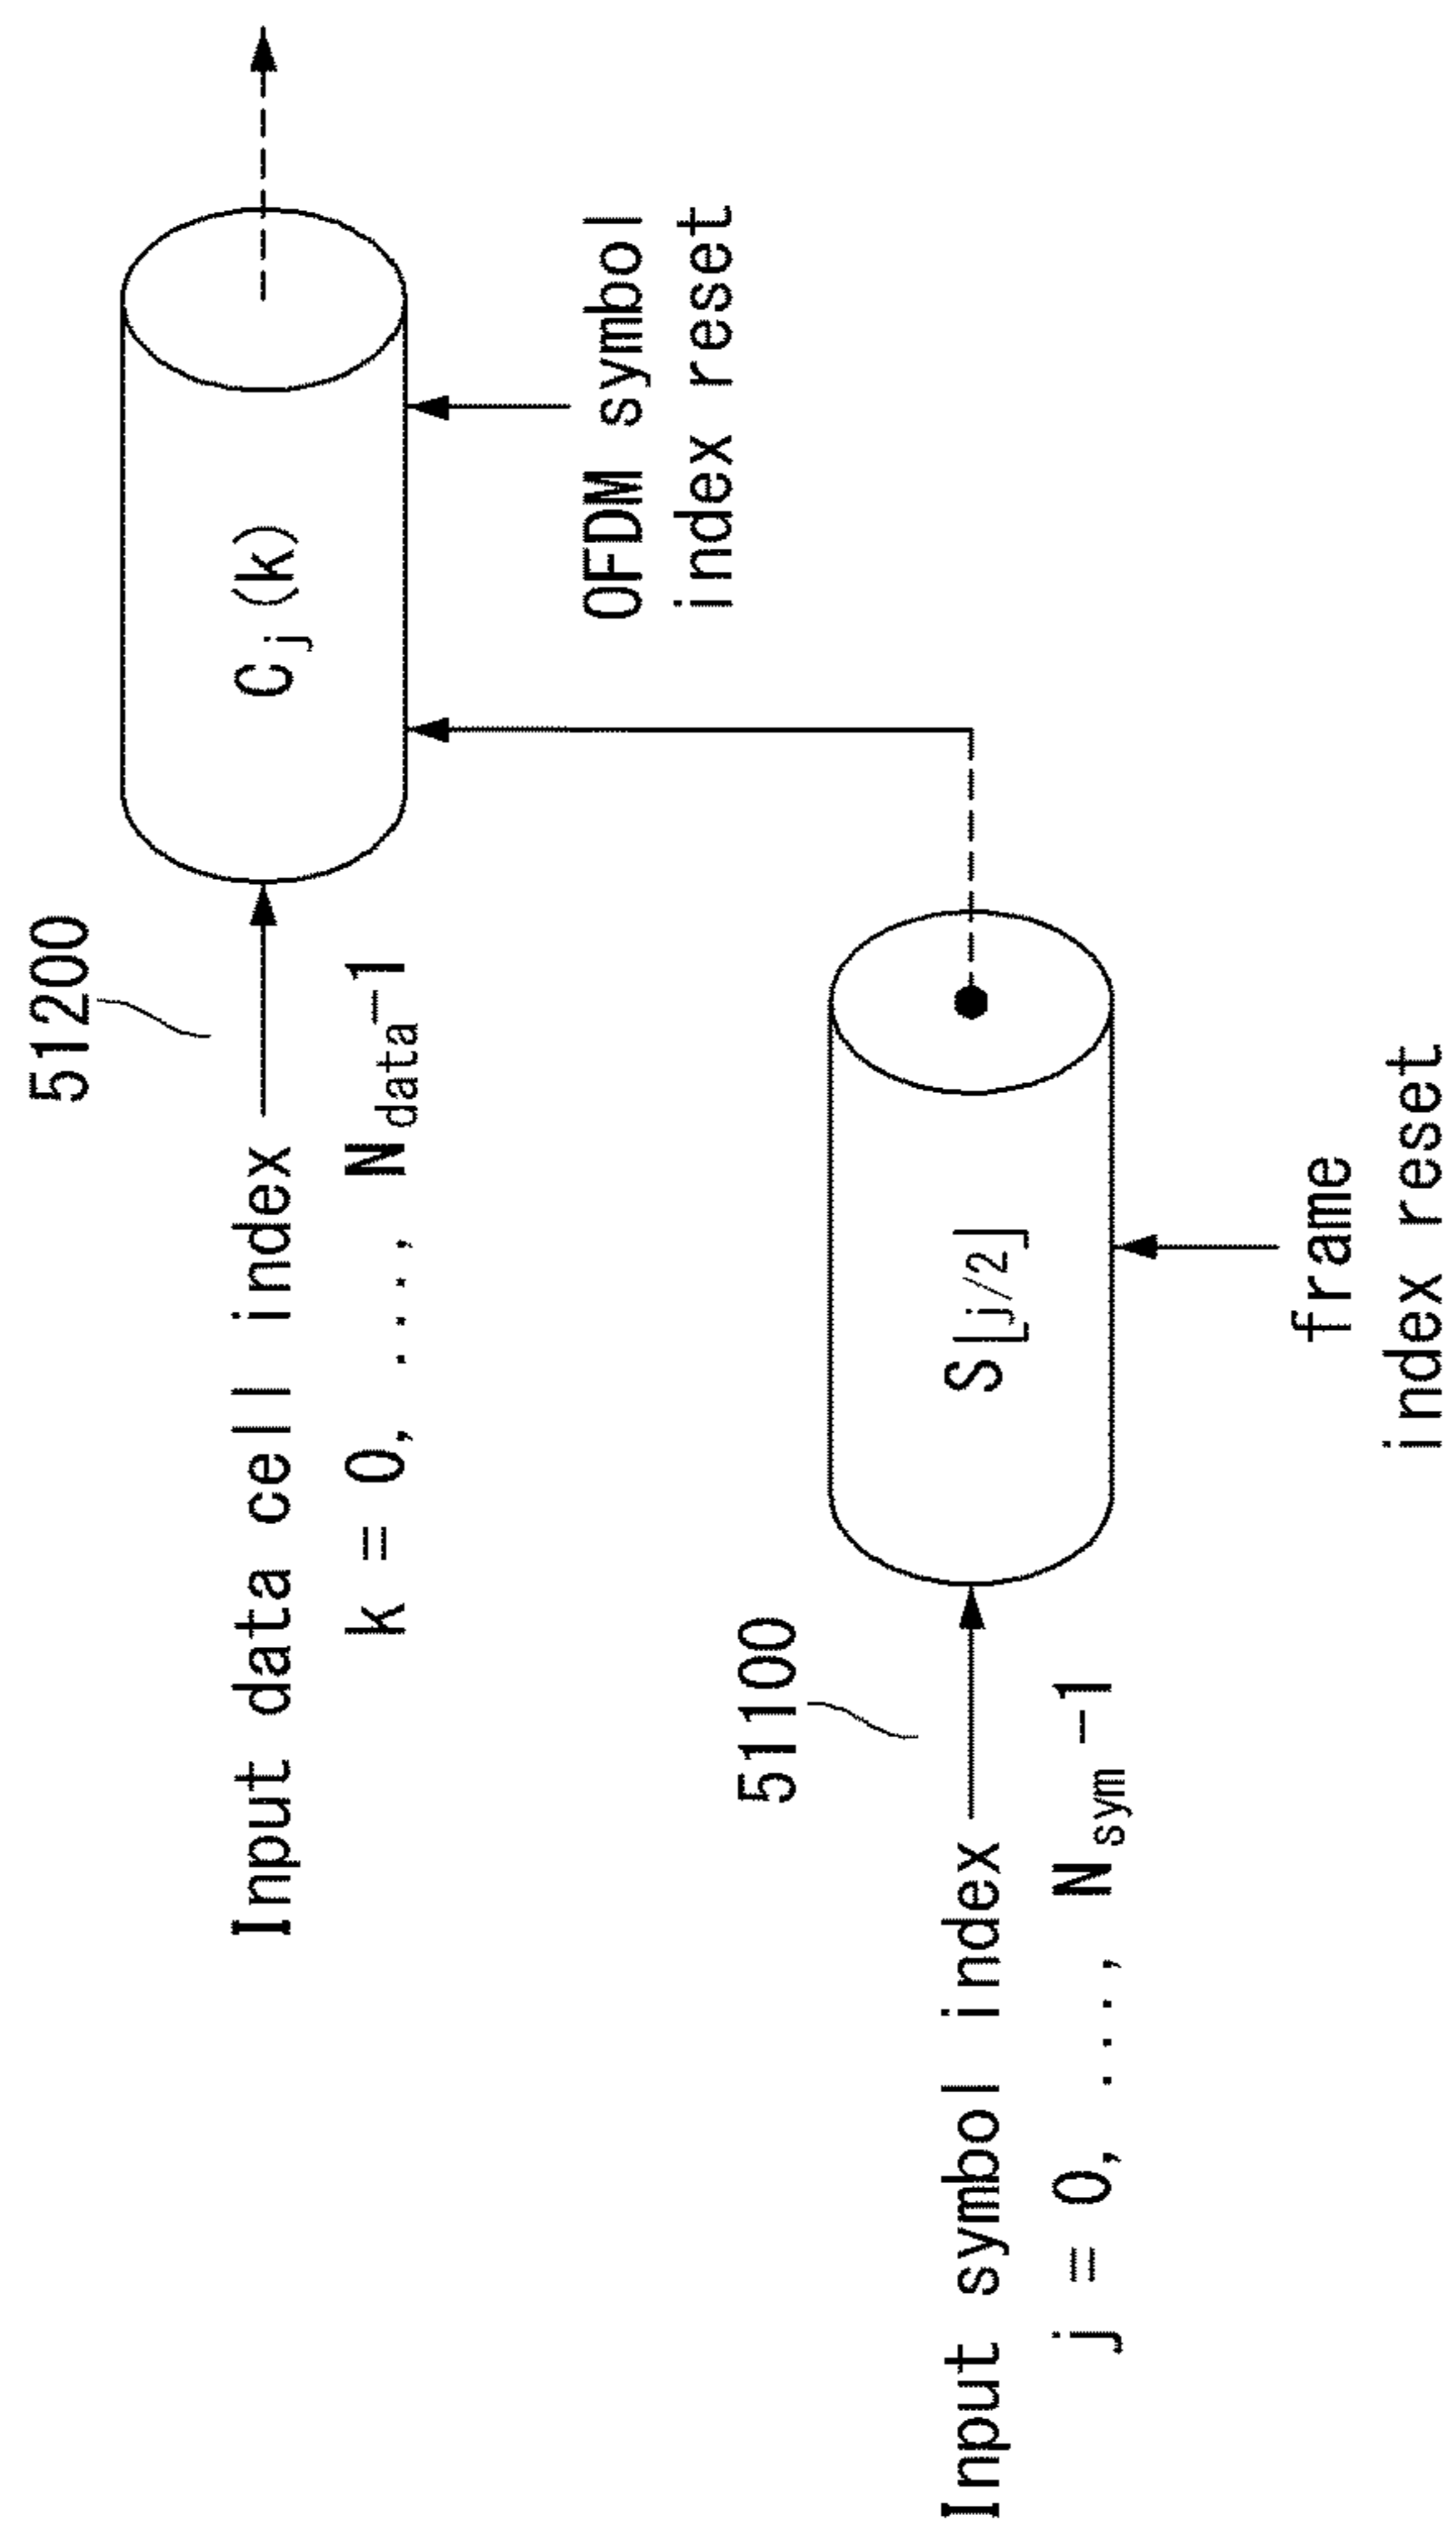 51200
Input data cell index
k = 0, ...., N_data-1
C_j(k)
OFDM symbol
index reset
51100
Input symbol index
j = 0, ...., N_sym-1
S_⌊j/2⌋
frame
index reset